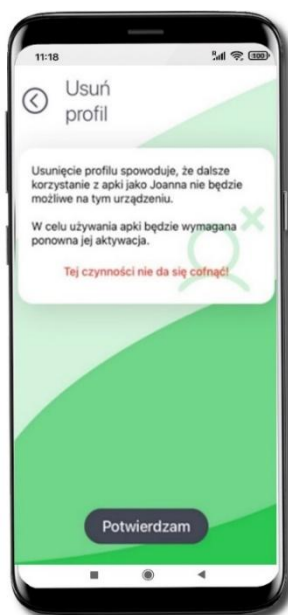 11:18
100
Usuń
profil
Usunięcie profilu spowoduje, że dalsze
korzystanie z apki jako Joanna nie będzie
możliwe na tym urządzeniu.
W celu używania apki będzie wymagana
ponowna jej aktywacja.
Tej czynności nie da się cofnąć!
Potwierdzam